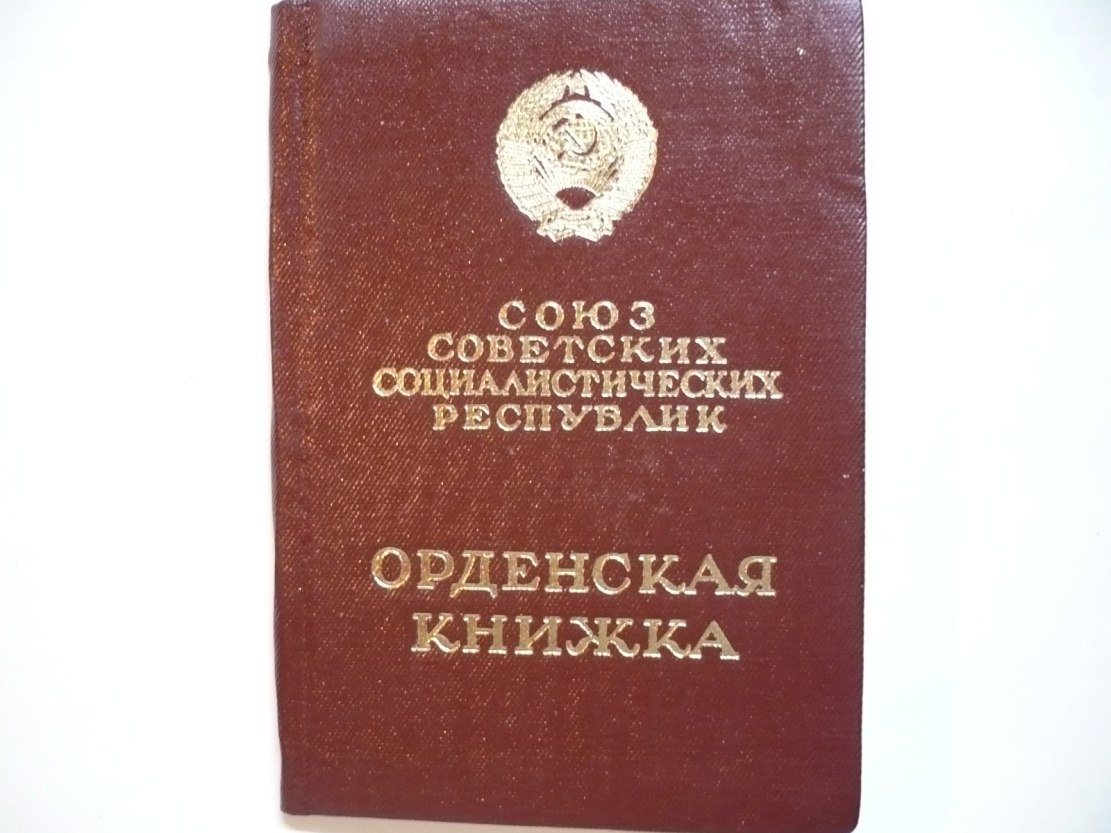 СОЮЗ
СОВЕТСКИХ
СОЦИАЛИСТИЧЕСКИХ
РЕСПУБЛИК
ОРДЕНСКАЯ
КНИЖКА